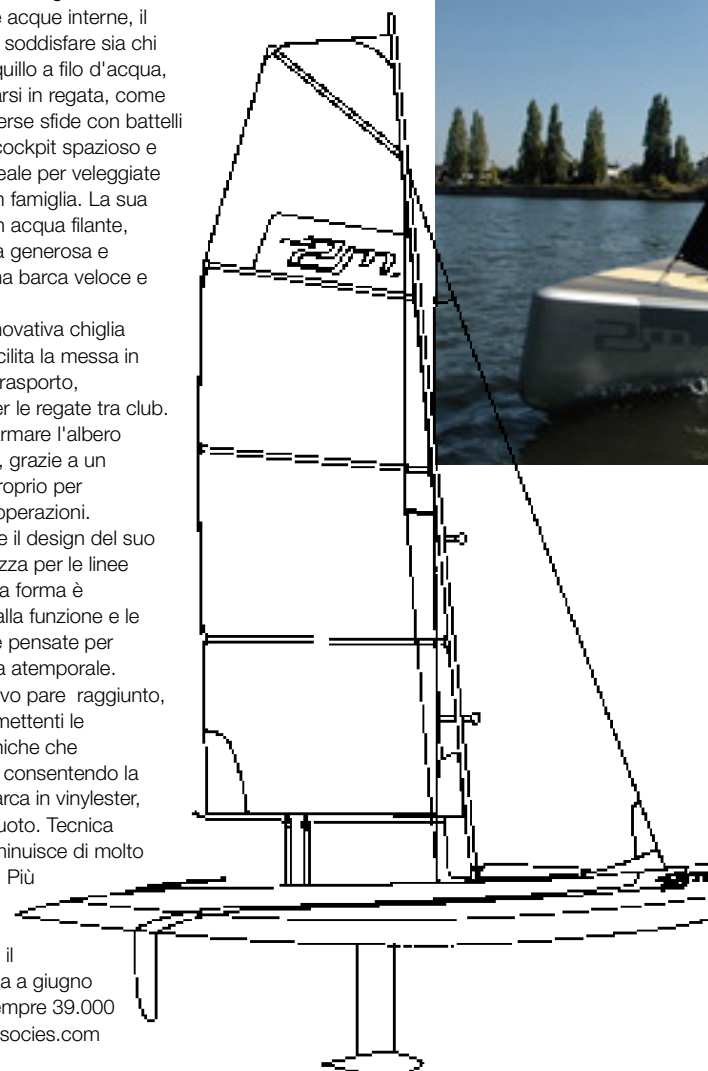 e acque interne, il
soddisfare sia chi
quillo a filo d'acqua,
arsi in regata, come
erse sfide con battelli
cockpit spazioso e
eale per veleggiate
n famiglia. La sua
n acqua filante,
a generosa e
na barca veloce e
novativa chiglia
cilita la messa in
trasporto,
er le regate tra club.
armare l'albero
, grazie a un
roprio per
operazioni.
e il design del suo
zza per le linee
a forma è
alla funzione e le
e pensate per
a atemporale.
vo pare raggiunto,
mettenti le
niche che
consentendo la
arca in vinylester,
uoto. Tecnica
minuisce di molto
Più
il
a a giugno
empre 39.000
socies.com